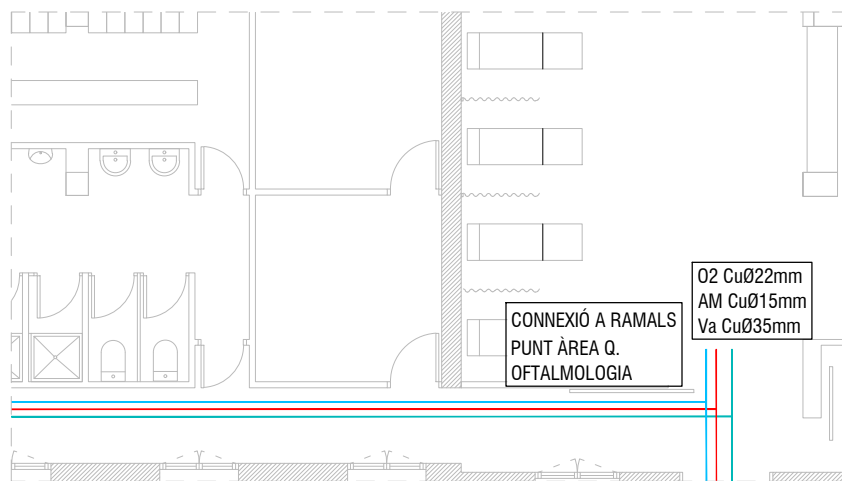 O2 CuØ22mm
AM CuØ15mm
Va CuØ35mm
CONNEXIÓ A RAMALS
PUNT ÀREA Q.
OFTALMOLOGIA